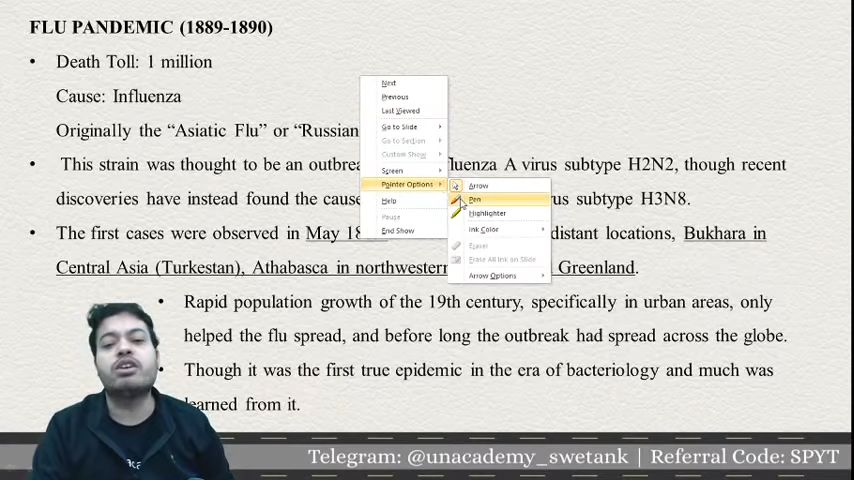 FLU PANDEMIC (1889-1890)
• Death Toll: 1 million
Cause: Influenza
Originally the “Asiatic Flu” or “Russian
• This strain was thought to be an outbrea fluenza A virus subtype H2N2, though recent
discoveries have instead found the cause rus subtype H3N8.
• The first cases were observed in May 18 distant locations, Bukhara in
Central Asia (Turkestan), Athabasca in northwestern Greenland.
• Rapid population growth of the 19th century, specifically in urban areas, only
helped the flu spread, and before long the outbreak had spread across the globe.
• Though it was the first true epidemic in the era of bacteriology and much was
learned from it.
Next
Previous
Last Viewed
Go to Slide
Go to Section
Custom Show
Screen
Pointer Options
Help
Pause
End Show
Arrow
Pen
Highlighter
Ink Color
Eraser
Erase All Ink on Slide
Arrow Options
Telegram: @unacademy_swetank | Referral Code: SPYT